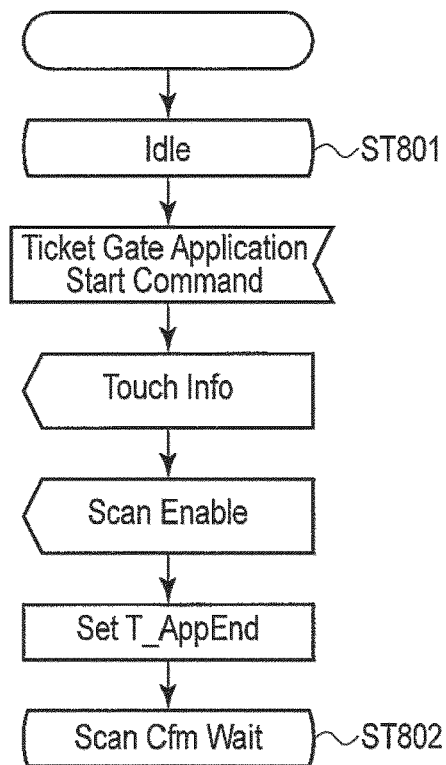 Idle
ST801
Ticket Gate Application
Start Command
Touch Info
Scan Enable
Set T_AppEnd
Scan Cfm Wait
ST802